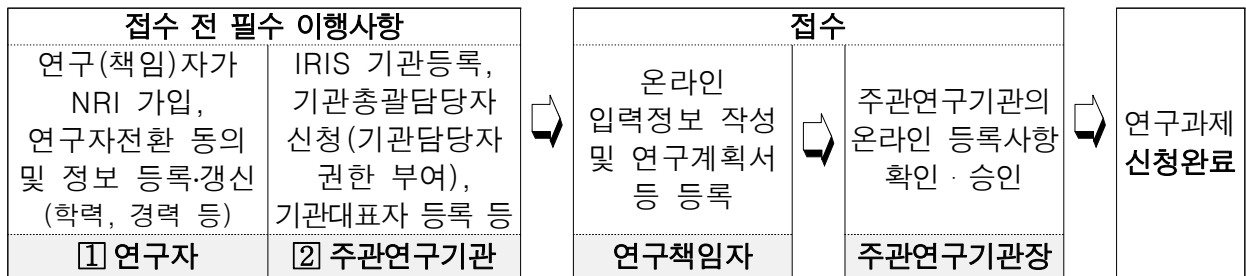 접수 전 필수 이행사항
연구(책임)자가
NRI 가입,
연구자전환 동의
및 정보 등록·갱신
(학력, 경력 등)
1 연구자
IRIS 기관등록,
기관총괄담당자
신청(기관담당자
권한 부여),
기관대표자 등록 등
2 주관연구기관
접수
온라인
입력정보 작성
및 연구계획서
등 등록
연구책임자
주관연구기관의
온라인 등록사항
확인 · 승인
주관연구기관장
연구과제
신청완료